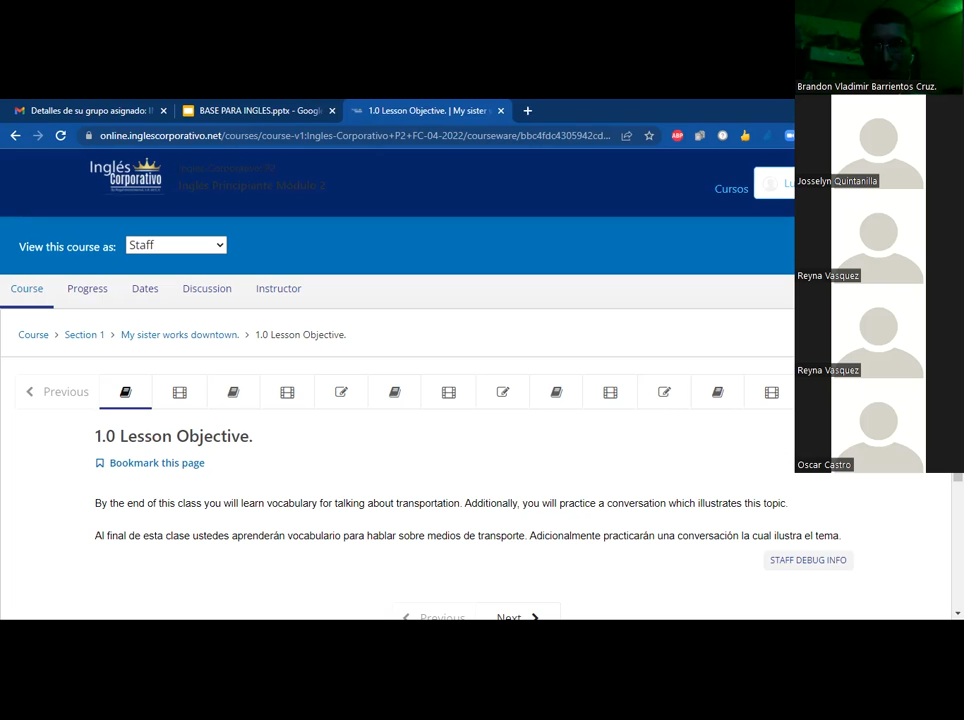 Brandon Vladimir Barrientos Cruz.
Detalles de su grupo asignado:
BASE PARA INGLES.pptx - Googl
1.0 Lesson Objective. | My sister
online.inglescorporativo.net/courses/course-v1:Ingles-Corporativo+P2+FC-04-2022/courseware/bbc4fdc4305942cd...
ABP
Inglés
Corporativo
Ingles Principiante Módulo 2
Cursos
Lu
Josselyn Quintanilla
View this course as:
Staff
Reyna Vasquez
Course
Progress
Dates
Discussion
Instructor
Course > Section 1 > My sister works downtown. > 1.0 Lesson Objective.
Reyna Vasquez
Previous
1.0 Lesson Objective.
Bookmark this page
Oscar Castro
By the end of this class you will learn vocabulary for talking about transportation. Additionally, you will practice a conversation which illustrates this topic.
Al final de esta clase ustedes aprenderán vocabulario para hablar sobre medios de transporte. Adicionalmente practicarán una conversación la cual ilustra el tema.
STAFF DEBUG INFO
Previous
Next